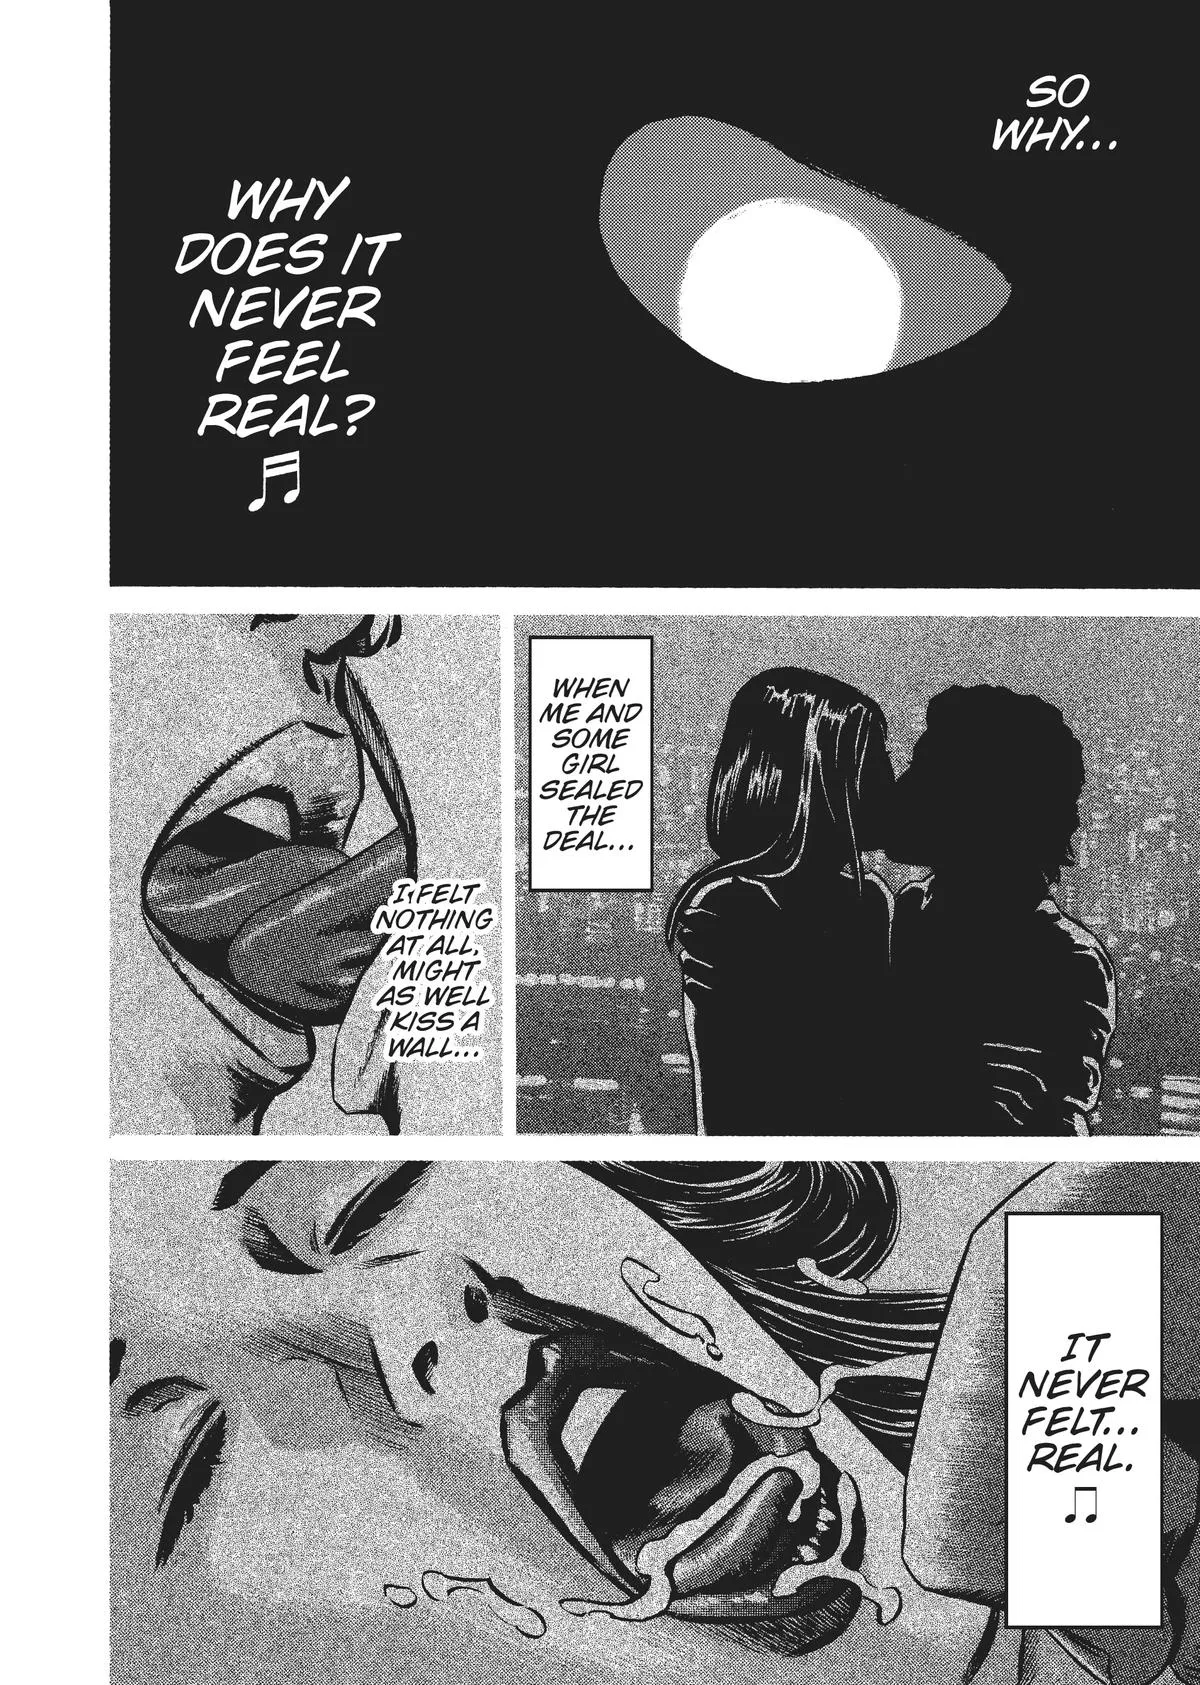 SO
WHY...
WHY
DOES IT
NEVER
FEEL
REAL?
♬
WHEN
ME AND
SOME
GIRL
SEALED
THE
DEAL...
I FELT
NOTHING
AT ALL.
MIGHT
AS WELL
KISS A
WALL...
IT
NEVER
FELT...
REAL.
♫